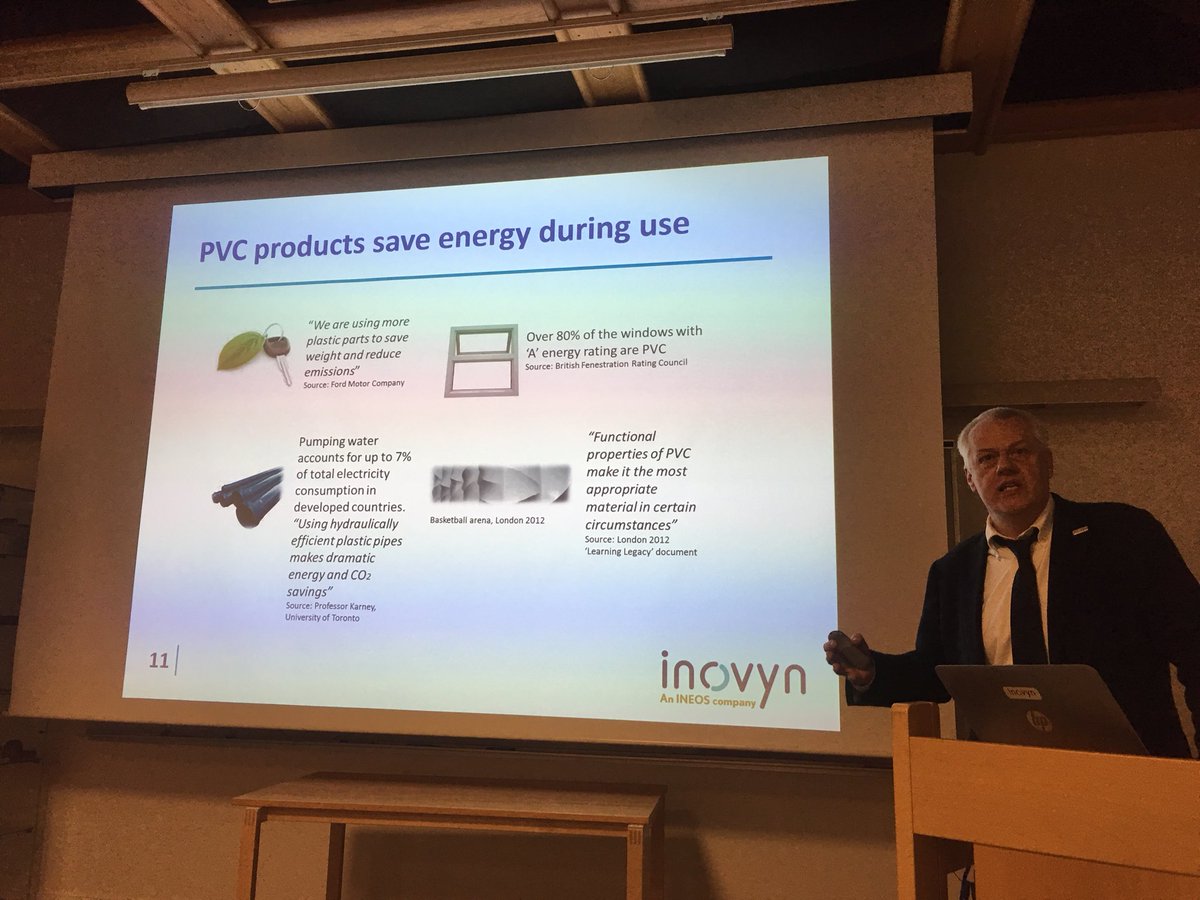 PVC products save energy during use
"We are using more
plastic parts to save
weight and reduce
emissions"
Source: Ford Motor Company
Over 80% of the windows with
'A' energy rating are PVC
Source: British Fenestration Rating Council
Pumping water
accounts for up to 7%
of total electricity
consumption in
developed countries.
"Using hydraulically
efficient plastic pipes
makes dramatic
energy and CO2
savings"
Source: Professor Karney,
University of Toronto
Basketball arena, London 2012
"Functional
properties of PVC
make it the most
appropriate
material in certain
circumstances"
Source: London 2012
'Learning Legacy' document
11
inovyn
An INEOS company
inovyn
hp